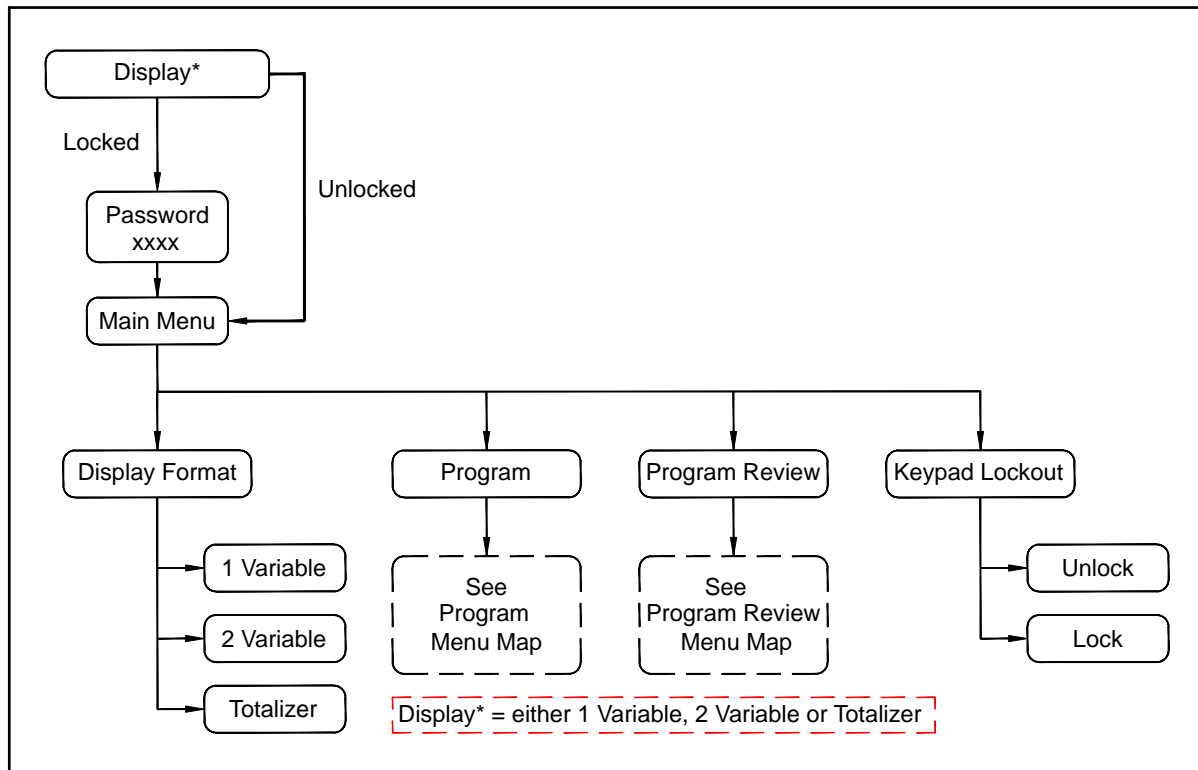 Display*
Locked
Unlocked
Password
xxxx
Main Menu
Display Format
Program
Program Review
Keypad Lockout
1 Variable
2 Variable
Totalizer
See
Program
Menu Map
See
Program Review
Menu Map
Unlock
Lock
Display* = either 1 Variable, 2 Variable or Totalizer